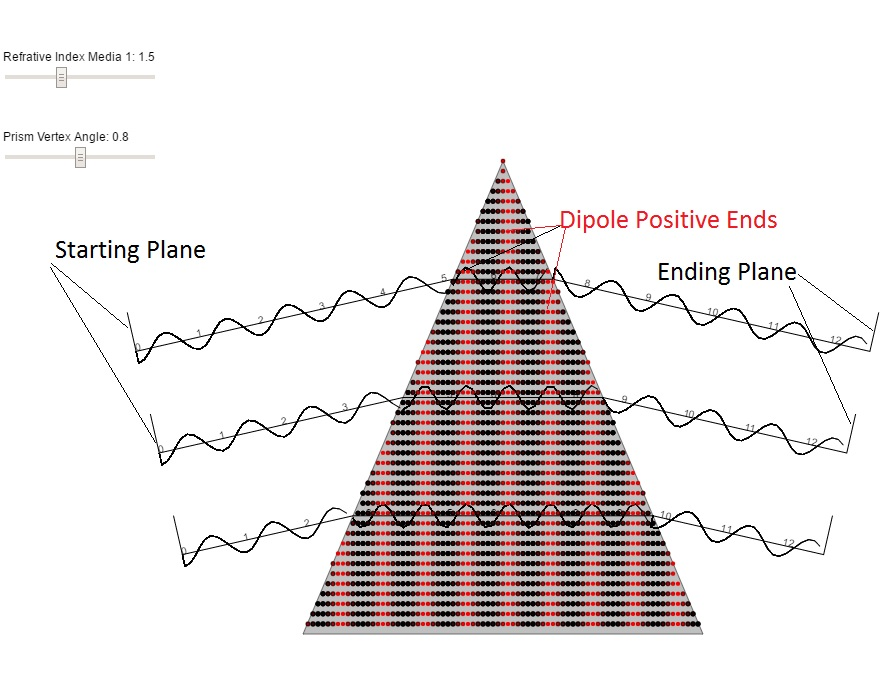 Refrative Index Media 1: 1.5
Prism Vertex Angle: 0.8
Dipole Positive Ends
Starting Plane
Ending Plane
0 1 2 3 4 5 8 9 10 11 12
0 1 2 3 9 10 11 12
0 1 2 10 11 12